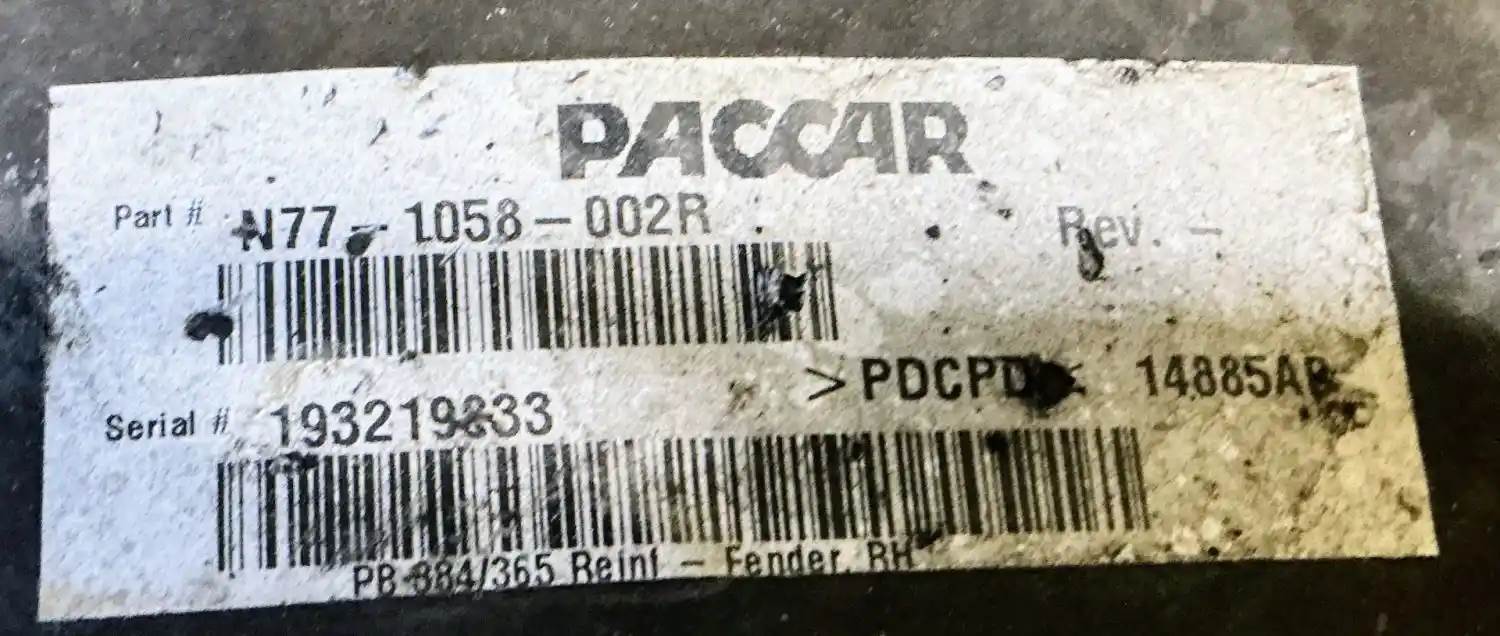 PACCAR
Part # N77-1058-002R Rev. -
>PDCPD 14885AB
Serial # 193219833
PB 384/365 Reinf - Fender, RH